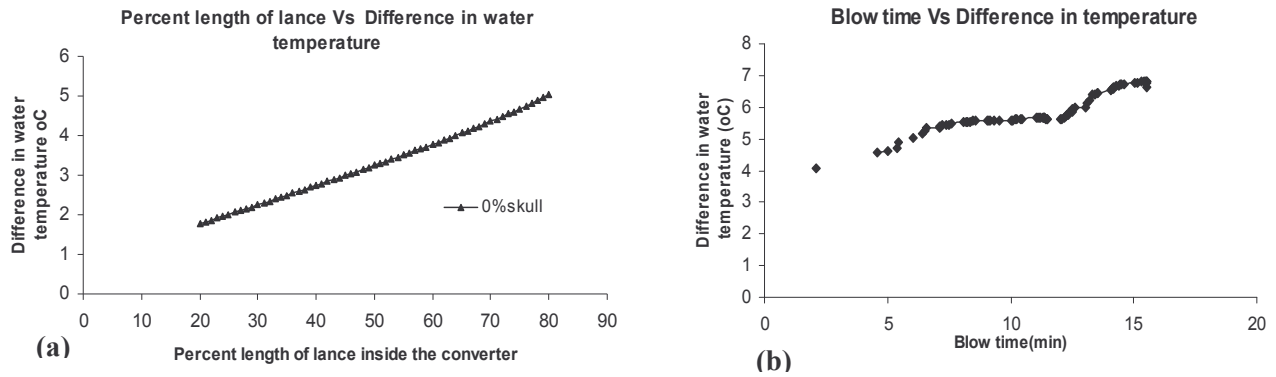 Percent length of lance Vs Difference in water
temperature
Difference in water
temperature oC
6
5
4
3
2
1
0
0 10 20 30 40 50 60 70 80 90
0%skull
Percent length of lance inside the converter
(a)
Blow time Vs Difference in temperature
Difference in water
temperature (oC)
8
7
6
5
4
3
2
1
0
0 5 10 15 20
Blow time(min)
(b)